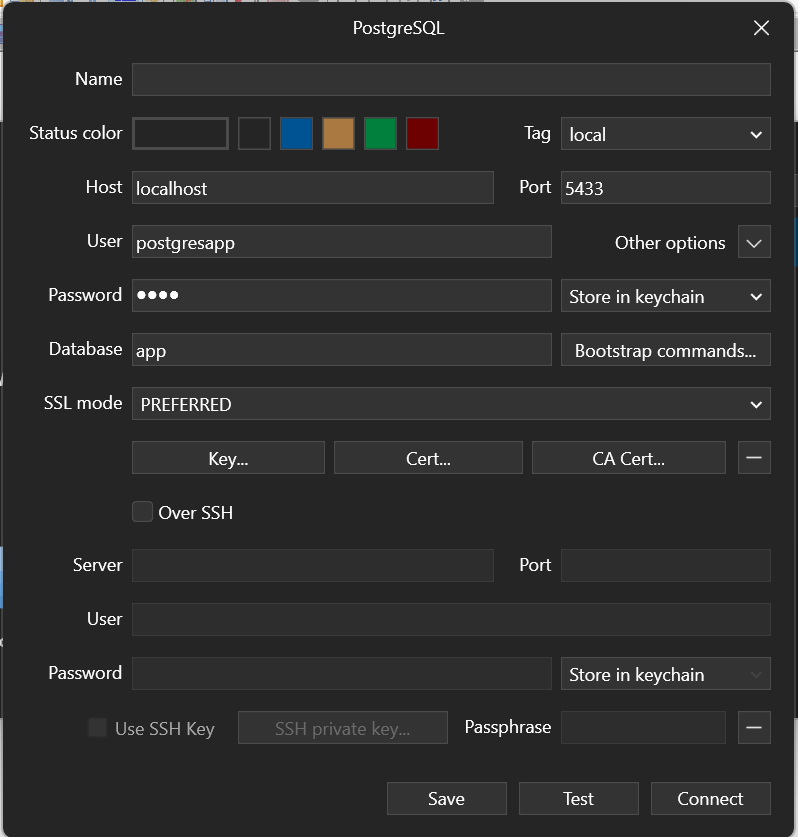 PostgreSQL
Name
Status color
Tag local
Host localhost Port 5433
User postgresapp Other options
Password •••• Store in keychain
Database app Bootstrap commands...
SSL mode PREFERRED
Key... Cert... CA Cert...
Over SSH
Server Port
User
Password Store in keychain
Use SSH Key SSH private key... Passphrase
Save Test Connect